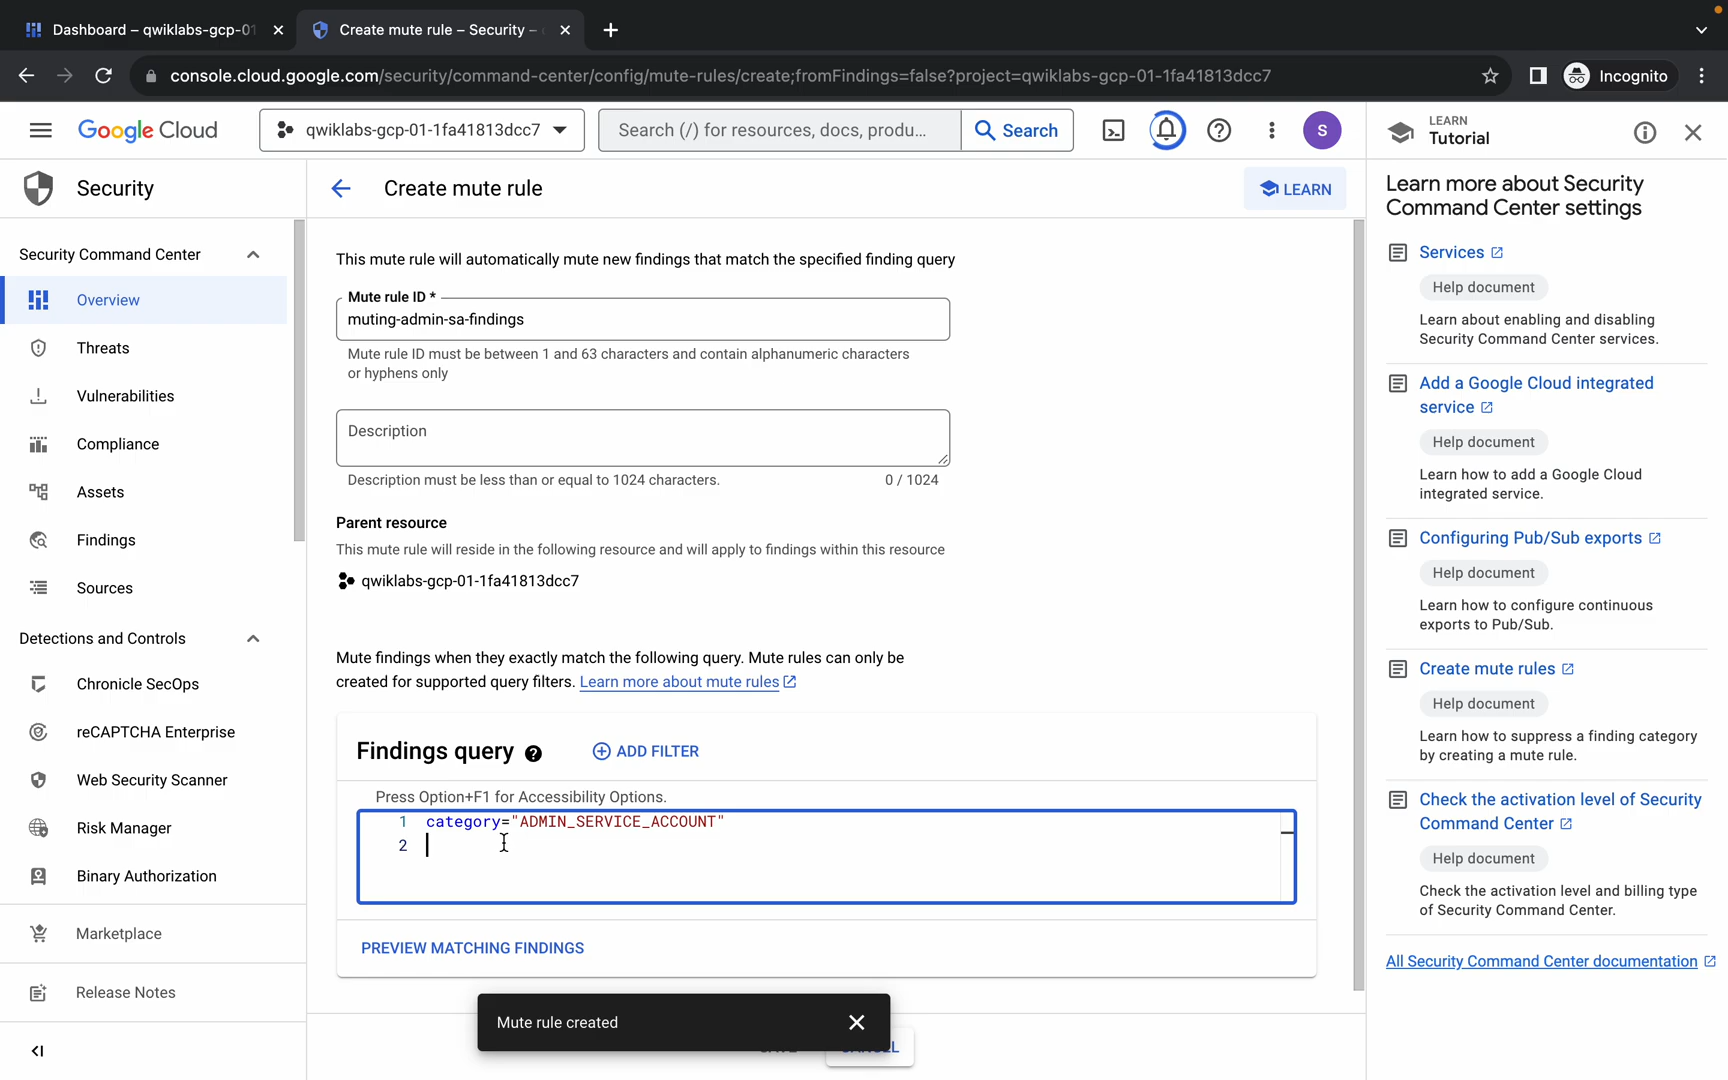 Dashboard – qwiklabs-gcp-01
Create mute rule – Security –
console.cloud.google.com/security/command-center/config/mute-rules/create;fromFindings=false?project=qwiklabs-gcp-01-1fa41813dcc7
Incognito
Google Cloud
qwiklabs-gcp-01-1fa41813dcc7
Search (/) for resources, docs, produ...
Search
S
LEARN
Tutorial
Security
Create mute rule
LEARN
Security Command Center
Overview
Threats
Vulnerabilities
Compliance
Assets
Findings
Sources
Detections and Controls
Chronicle SecOps
reCAPTCHA Enterprise
Web Security Scanner
Risk Manager
Binary Authorization
Marketplace
Release Notes
This mute rule will automatically mute new findings that match the specified finding query
Mute rule ID *
muting-admin-sa-findings
Mute rule ID must be between 1 and 63 characters and contain alphanumeric characters
or hyphens only
Description
Description must be less than or equal to 1024 characters.
0 / 1024
Parent resource
This mute rule will reside in the following resource and will apply to findings within this resource
qwiklabs-gcp-01-1fa41813dcc7
Mute findings when they exactly match the following query. Mute rules can only be
created for supported query filters. Learn more about mute rules
Findings query
ADD FILTER
Press Option+F1 for Accessibility Options.
1 category="ADMIN_SERVICE_ACCOUNT"
2
PREVIEW MATCHING FINDINGS
Mute rule created
Learn more about Security
Command Center settings
Services
Help document
Learn about enabling and disabling
Security Command Center services.
Add a Google Cloud integrated
service
Help document
Learn how to add a Google Cloud
integrated service.
Configuring Pub/Sub exports
Help document
Learn how to configure continuous
exports to Pub/Sub.
Create mute rules
Help document
Learn how to suppress a finding category
by creating a mute rule.
Check the activation level of Security
Command Center
Help document
Check the activation level and billing type
of Security Command Center.
All Security Command Center documentation